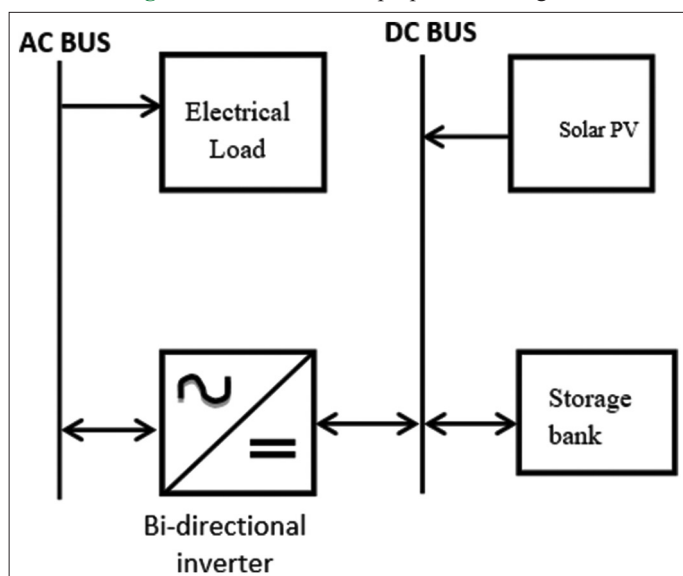 AC BUS
DC BUS
Electrical
Load
Solar PV
Storage
bank
Bi-directional
inverter